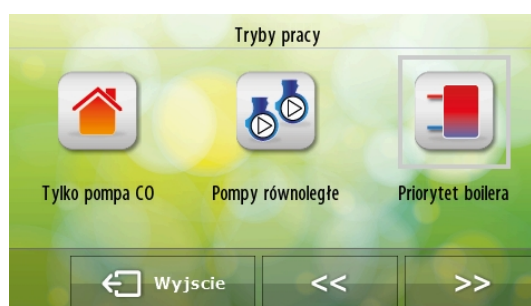 Tryby pracy
Tylko pompa CO
Pompy równoległe
Priorytet boilera
Wyjscie
<<
>>